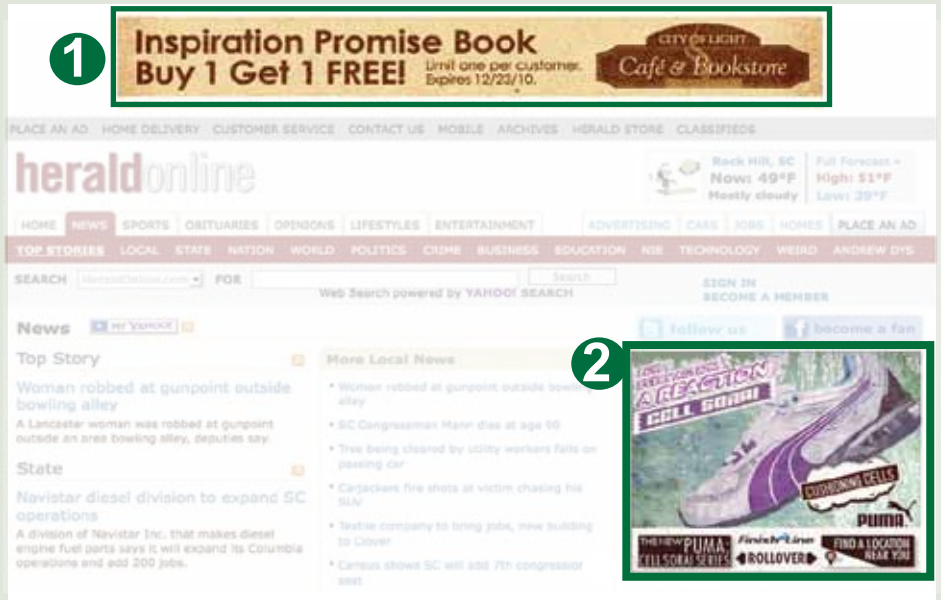 1
Inspiration Promise Book
Buy 1 Get 1 FREE!
Limit one per customer.
Expires 12/23/10.
CITY OF LIGHT
Café & Bookstore
PLACE AN AD HOME DELIVERY CUSTOMER SERVICE CONTACT US MOBILE ARCHIVES HERALD STORE CLASSIFIEDS
heraldonline
Rock Hill, SC
Now: 49°F
Mostly cloudy
Full Forecast »
High: 51°F
Low: 39°F
HOME NEWS SPORTS OBITUARIES OPINIONS LIFESTYLES ENTERTAINMENT ADVERTISING CARS JOBS HOMES PLACE AN AD
TOP STORIES LOCAL STATE NATION WORLD POLITICS CRIME BUSINESS EDUCATION NIE TECHNOLOGY WEIRD ANDREW DYS
SEARCH HeraldOnline.com FOR Search
Web Search powered by YAHOO! SEARCH
SIGN IN
BECOME A MEMBER
News
MY YAHOO!
follow us
become a fan
Top Story
Woman robbed at gunpoint outside
bowling alley
A Lancaster woman was robbed at gunpoint
outside an area bowling alley, deputies say.
State
Navistar diesel division to expand SC
operations
A division of Navistar Inc. that makes diesel
engine fuel parts says it will expand its Columbia
operations and add 200 jobs.
More Local News
• Woman robbed at gunpoint outside bowling
alley
• SC Congressman Mann dies at age 90
• Tree being cleared by utility workers falls on
passing car
• Carjackers fire shots at victim chasing his
SUV
• Textile company to bring jobs, new building
to Clover
• Census shows SC will add 7th congression
seat
2
A REACTION
CELL SORAI
CUSHIONING CELLS
PUMA
THE NEW PUMA
CELL SORAI SERIES
Finish Line
ROLLOVER
FIND A LOCATION
NEAR YOU